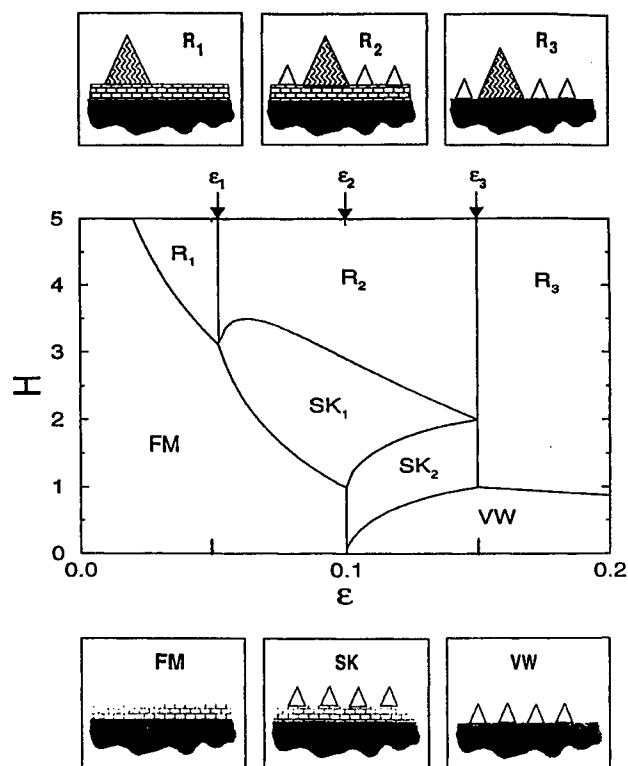 R₁ R₂ R₃
ε₁ ε₂ ε₃
5
R₁ R₂ R₃
4
3
H
SK₁
2
FM
SK₂
1
VW
0
0.0 0.1 0.2
ε
FM SK VW